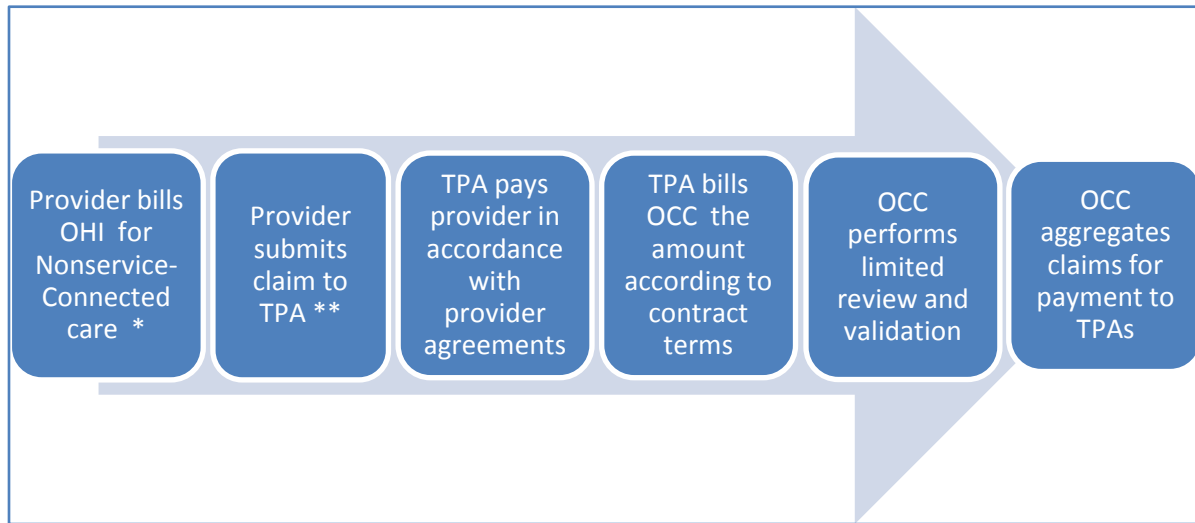 Provider bills
OHI for
Nonservice-
Connected
care *
Provider
submits
claim to
TPA **
TPA pays
provider in
accordance
with
provider
agreements
TPA bills
OCC the
amount
according to
contract
terms
OCC
performs
limited
review and
validation
OCC
aggregates
claims for
payment to
TPAs